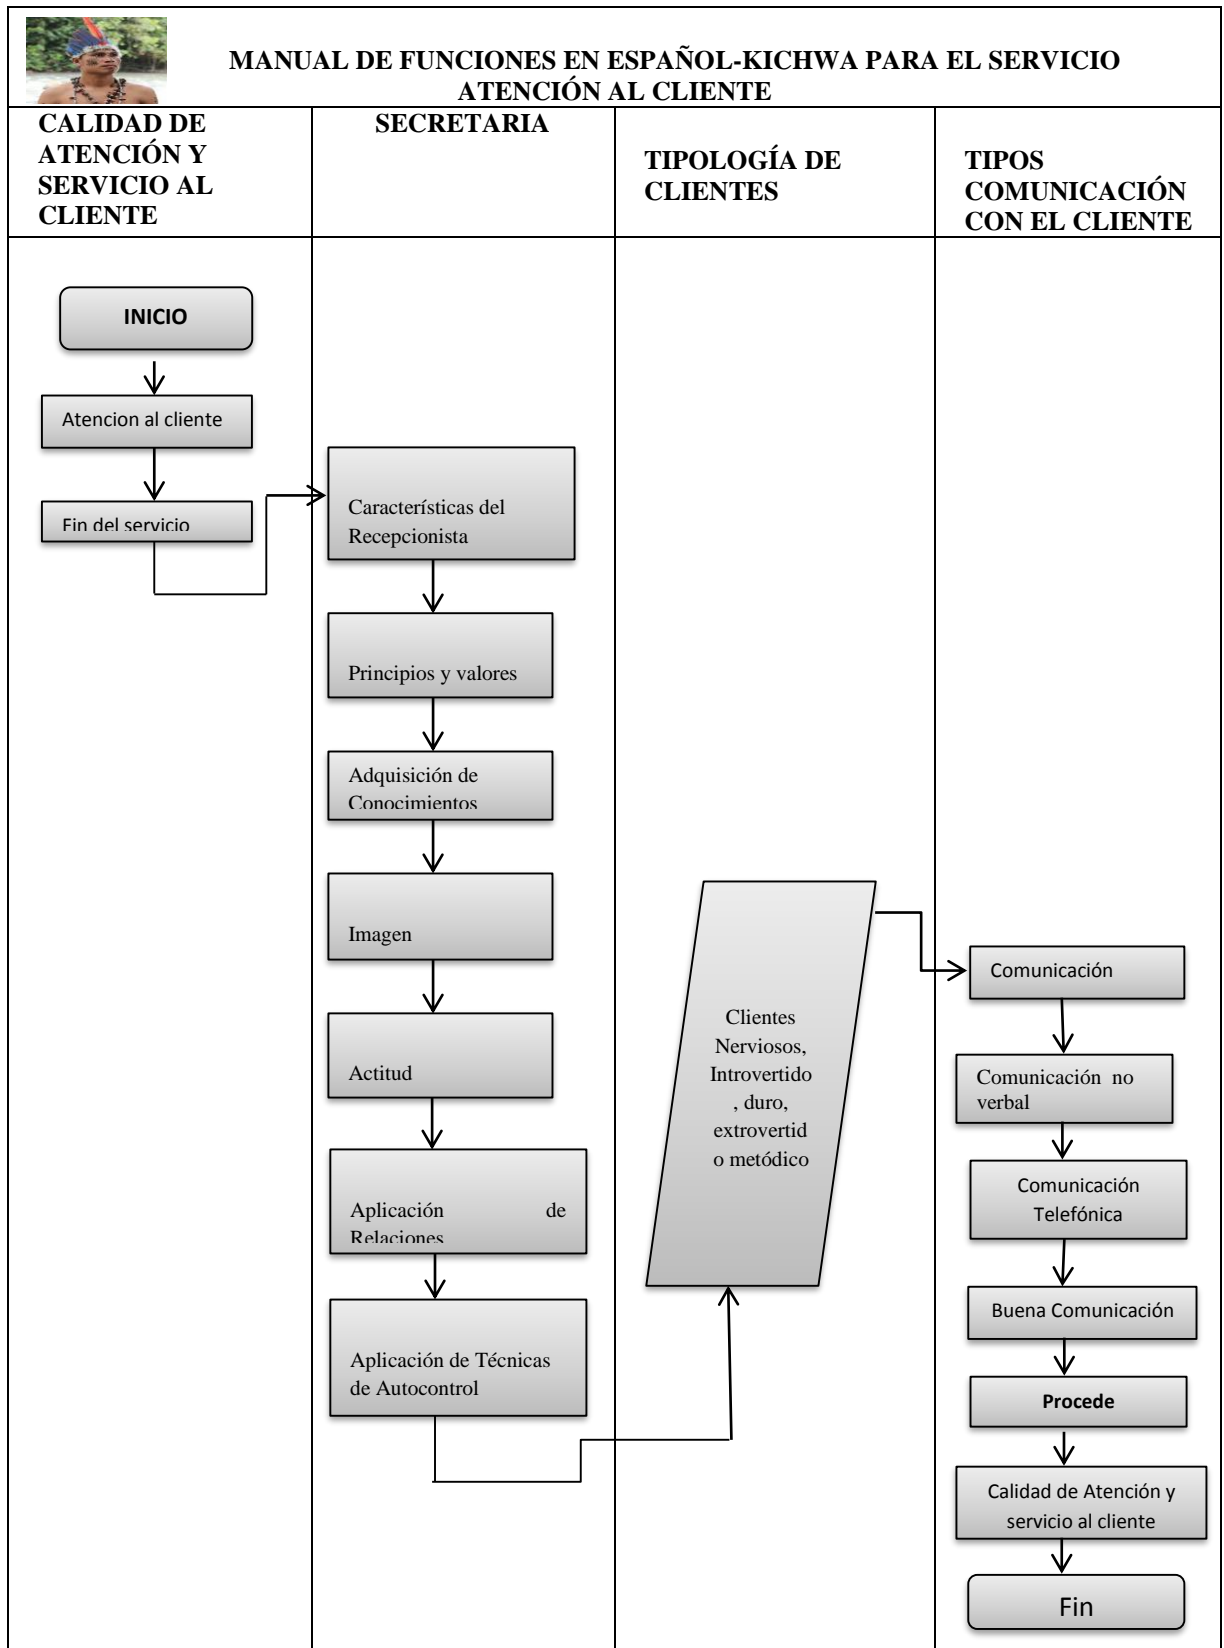 MANUAL DE FUNCIONES EN ESPAÑOL-KICHWA PARA EL SERVICIO
ATENCIÓN AL CLIENTE
CALIDAD DE
ATENCIÓN Y
SERVICIO AL
CLIENTE
SECRETARIA
TIPOLOGÍA DE
CLIENTES
TIPOS
COMUNICACIÓN
CON EL CLIENTE
INICIO
Atencion al cliente
Fin del servicio
Característícas del
Recepcionista
Principios y valores
Adquisición de
Conocimientos
Imagen
Actitud
Aplicación de
Relaciones
Aplicación de Técnicas
de Autocontrol
Clientes
Nerviosos,
Introvertido
, duro,
extrovertid
o metódico
Comunicación
Comunicación no
verbal
Comunicación
Telefónica
Buena Comunicación
Procede
Calidad de Atención y
servicio al cliente
Fin